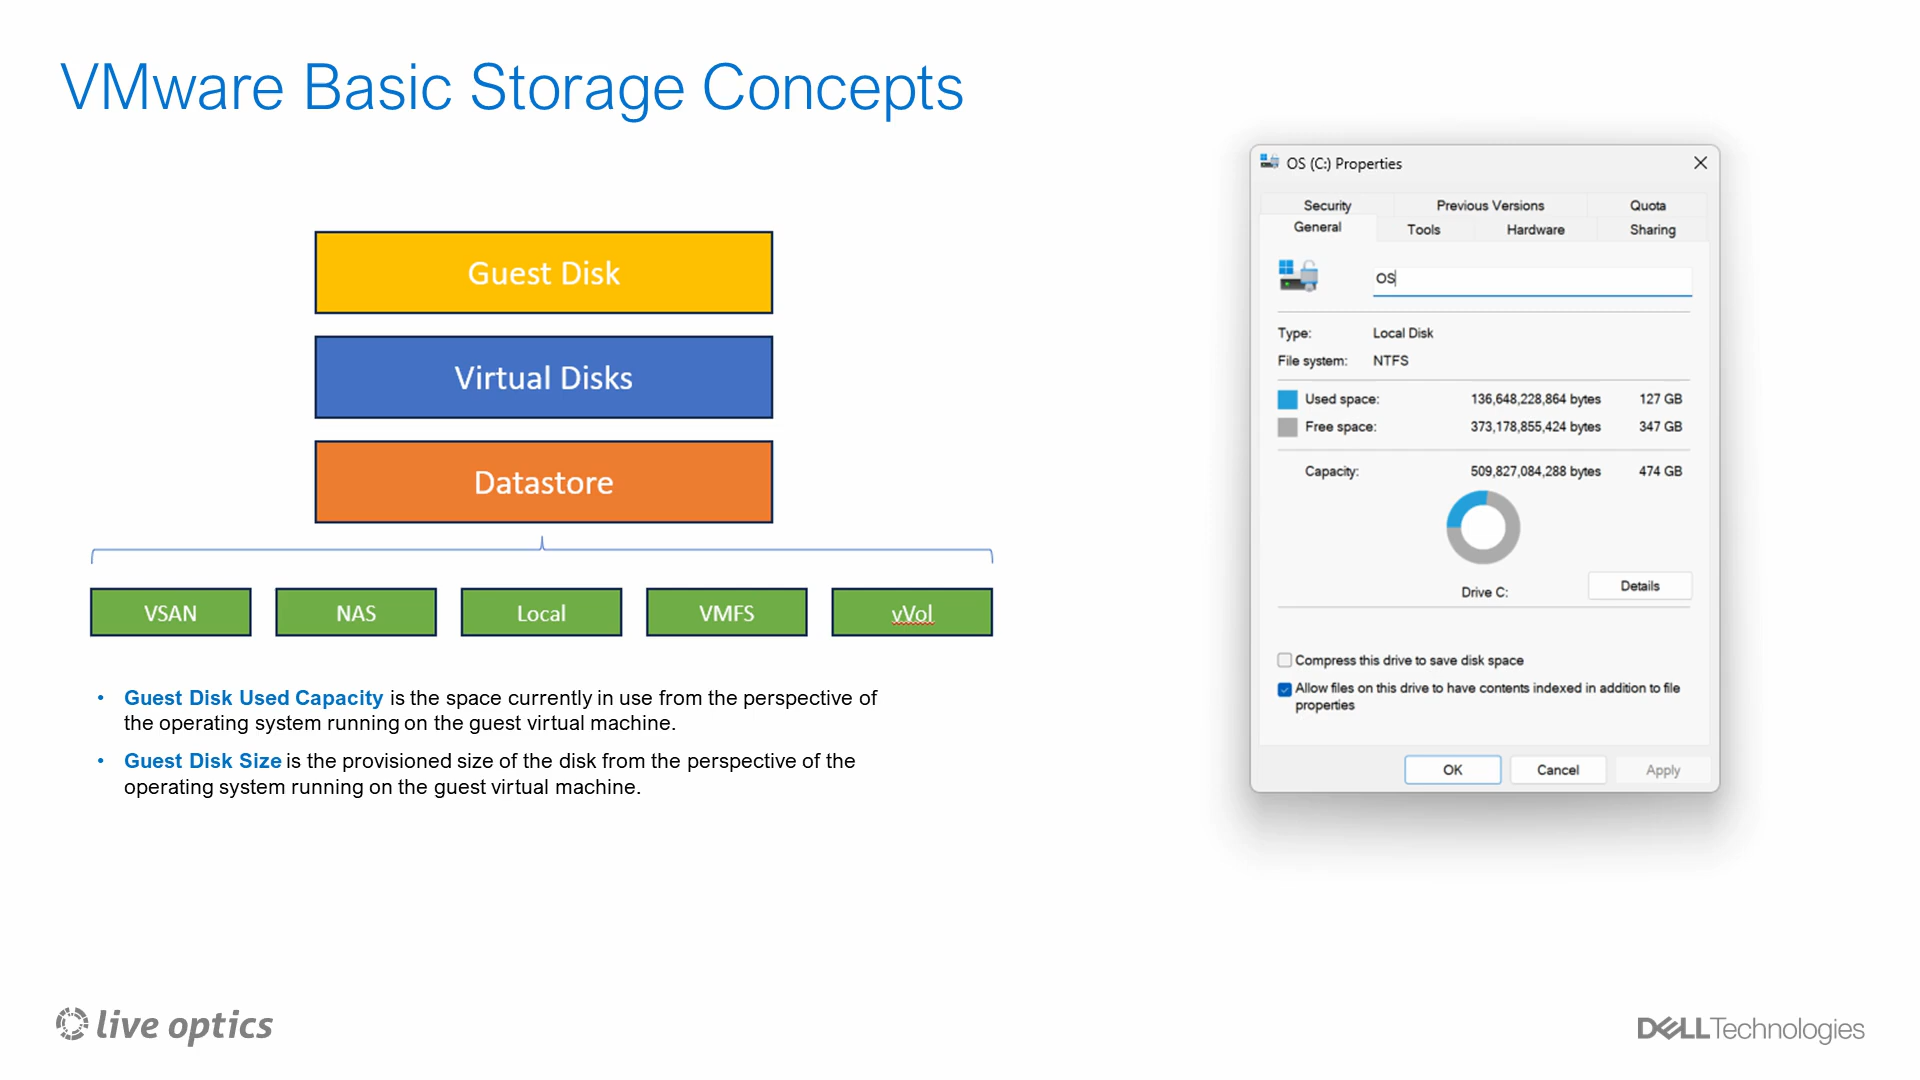 VMware Basic Storage Concepts
Guest Disk
Virtual Disks
Datastore
VSAN
NAS
Local
VMFS
vVol
• Guest Disk Used Capacity is the space currently in use from the perspective of
the operating system running on the guest virtual machine.
• Guest Disk Size is the provisioned size of the disk from the perspective of the
operating system running on the guest virtual machine.
OS (C:) Properties
Security Previous Versions Quota
General Tools Hardware Sharing
OS
Type: Local Disk
File system: NTFS
Used space: 136,648,228,864 bytes 127 GB
Free space: 373,178,855,424 bytes 347 GB
Capacity: 509,827,084,288 bytes 474 GB
Drive C:
Details
Compress this drive to save disk space
Allow files on this drive to have contents indexed in addition to file
properties
OK Cancel Apply
live optics
DELLTechnologies